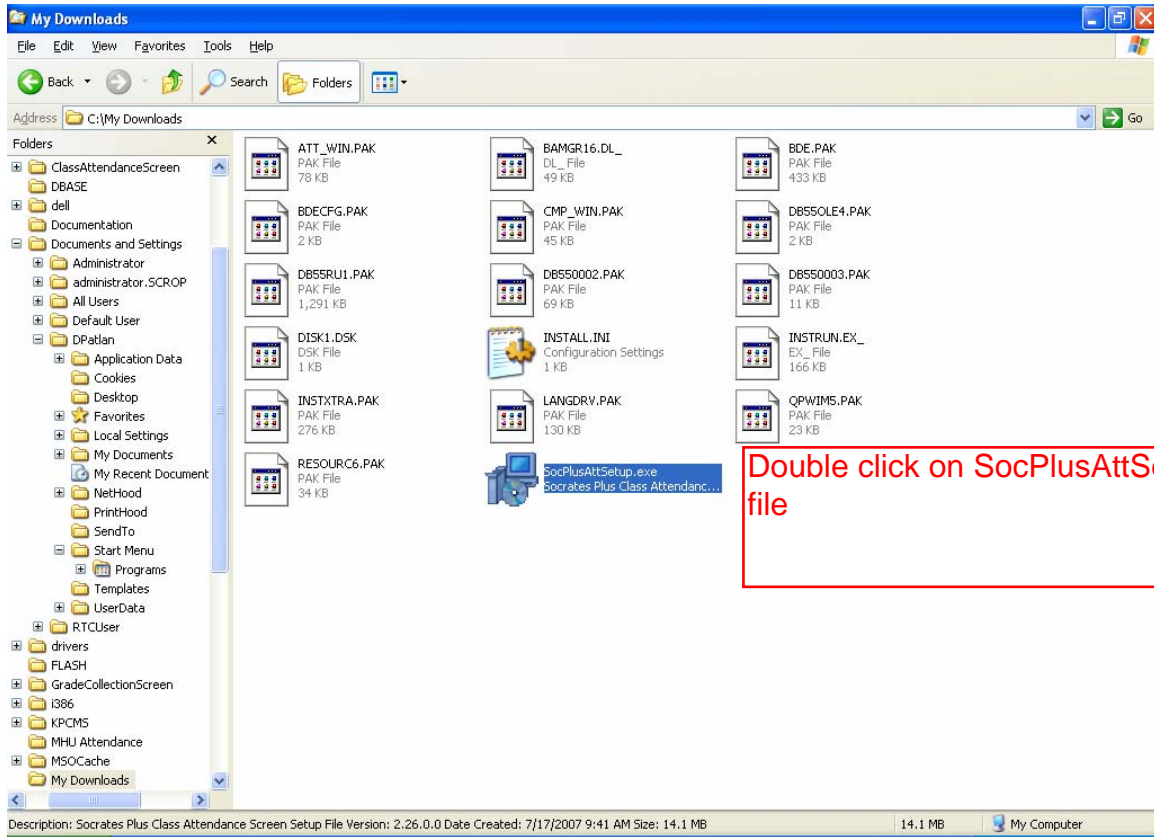 My Downloads
File Edit View Favorites Tools Help
Back Search Folders
Address C:\My Downloads Go
Folders
ClassAttendanceScreen
DBASE
dell
Documentation
Documents and Settings
Administrator
administrator.SCROP
All Users
Default User
DPatlan
Application Data
Cookies
Desktop
Favorites
Local Settings
My Documents
My Recent Document
NetHood
PrintHood
SendTo
Start Menu
Programs
Templates
UserData
RTCUser
drivers
FLASH
GradeCollectionScreen
i386
KPCMS
MHU Attendance
MSOCache
My Downloads
ATT_WIN.PAK
PAK File
78 KB
BAMGR16.DL_
DL_ File
49 KB
BDE.PAK
PAK File
433 KB
BDECFG.PAK
PAK File
2 KB
CMP_WIN.PAK
PAK File
45 KB
DB55OLE4.PAK
PAK File
2 KB
DB55RU1.PAK
PAK File
1,291 KB
DB550002.PAK
PAK File
69 KB
DB550003.PAK
PAK File
11 KB
DISK1.DSK
DSK File
1 KB
INSTALL.INI
Configuration Settings
1 KB
INSTRUN.EX_
EX_ File
166 KB
INSTXTRA.PAK
PAK File
276 KB
LANGDRV.PAK
PAK File
130 KB
QPWIM5.PAK
PAK File
23 KB
RESOURC6.PAK
PAK File
34 KB
SocPlusAttSetup.exe
Socrates Plus Class Attendanc...
Double click on SocPlusAttSe
file
Description: Socrates Plus Class Attendance Screen Setup File Version: 2.26.0.0 Date Created: 7/17/2007 9:41 AM Size: 14.1 MB 14.1 MB My Computer